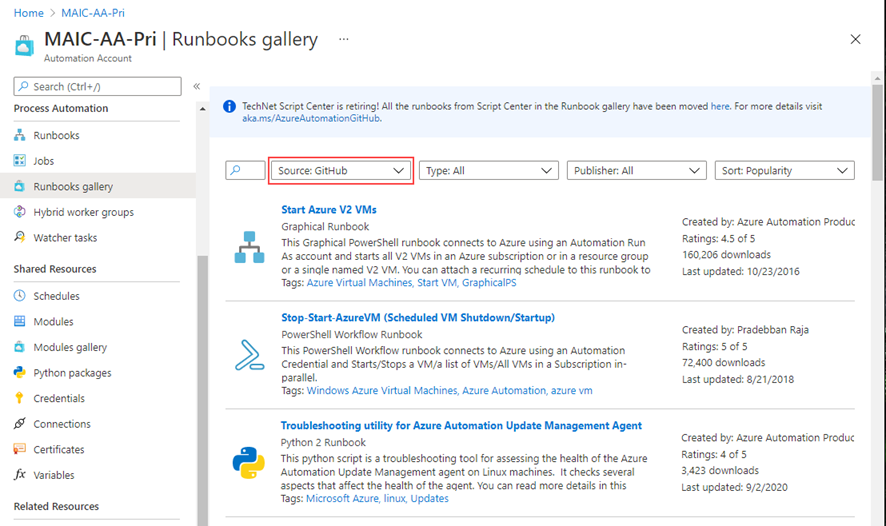 Home > MAIC-AA-Pri
MAIC-AA-Pri | Runbooks gallery ...
Automation Account
Search (Ctrl+/) «
Process Automation
Runbooks
Jobs
Runbooks gallery
Hybrid worker groups
Watcher tasks
Shared Resources
Schedules
Modules
Modules gallery
Python packages
Credentials
Connections
Certificates
fx Variables
Related Resources
TechNet Script Center is retiring! All the runbooks from Script Center in the Runbook gallery have been moved here. For more details visit
aka.ms/AzureAutomationGitHub.
Source: GitHub Type: All Publisher: All Sort: Popularity
Start Azure V2 VMs
Graphical Runbook
This Graphical PowerShell runbook connects to Azure using an Automation Run
As account and starts all V2 VMs in an Azure subscription or in a resource group
or a single named V2 VM. You can attach a recurring schedule to this runbook to
Tags: Azure Virtual Machines, Start VM, GraphicalPS
Created by: Azure Automation Produc
Ratings: 4.5 of 5
160,206 downloads
Last updated: 10/23/2016
Stop-Start-AzureVM (Scheduled VM Shutdown/Startup)
PowerShell Workflow Runbook
This PowerShell Workflow runbook connects to Azure using an Automation
Credential and Starts/Stops a VM/a list of VMs/All VMs in a Subscription in-
parallel.
Tags: Windows Azure Virtual Machines, Azure Automation, azure vm
Created by: Pradebban Raja
Ratings: 5 of 5
72,400 downloads
Last updated: 8/21/2018
Troubleshooting utility for Azure Automation Update Management Agent
Python 2 Runbook
This python script is a troubleshooting tool for assessing the health of the Azure
Automation Update Management agent on Linux machines. It checks several
aspects that affect the health of the agent. You can read more details in this
Tags: Microsoft Azure, linux, Updates
Created by: Azure Automation Produc
Ratings: 4 of 5
3,423 downloads
Last updated: 9/2/2020